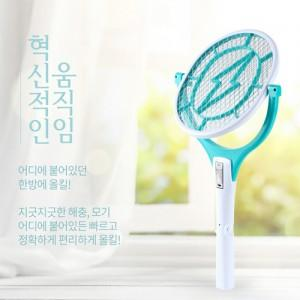 혁신적인
움직임
어디에 붙어있던
한방에 올킬!
지긋지긋한 해충, 모기
어디에 붙어있든 빠르고
정확하게 편리하게 올킬!